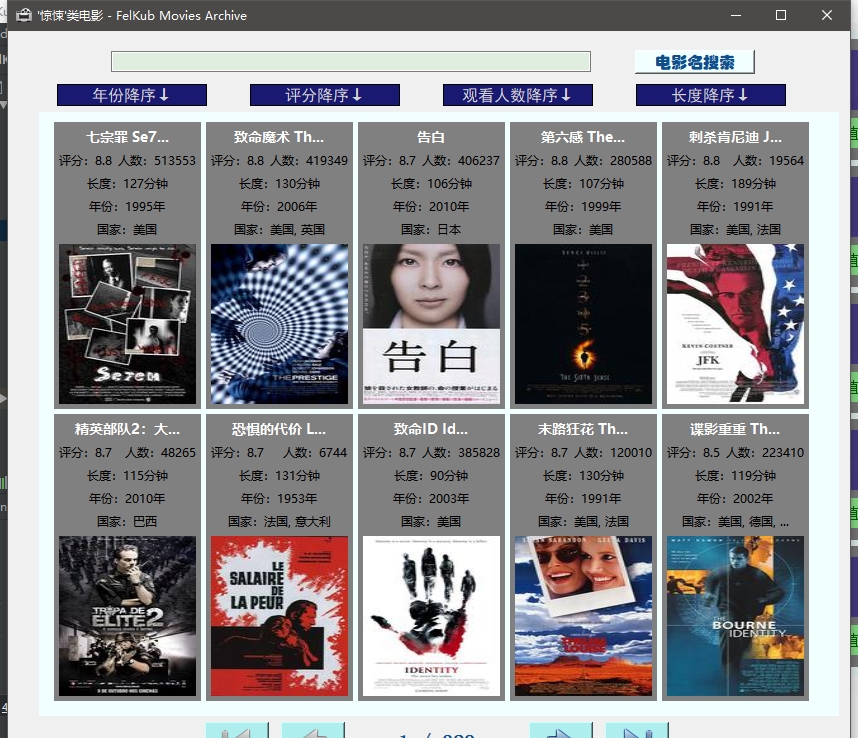 '惊悚'类电影 - FelKub Movies Archive
电影名搜索
年份降序↓ 评分降序↓ 观看人数降序↓ 长度降序↓
七宗罪 Se7... 致命魔术 Th... 告白 第六感 The... 刺杀肯尼迪 J...
评分：8.8 人数：513553 评分：8.8 人数：419349 评分：8.7 人数：406237 评分：8.8 人数：280588 评分：8.8 人数：19564
长度：127分钟 长度：130分钟 长度：106分钟 长度：107分钟 长度：189分钟
年份：1995年 年份：2006年 年份：2010年 年份：1999年 年份：1991年
国家：美国 国家：美国, 英国 国家：日本 国家：美国 国家：美国, 法国
Se7en
THE PRESTIGE
告白
THE SIXTH SENSE
KEVIN COSTNER
JFK
精英部队2：大... 恐惧的代价 L... 致命ID Id... 末路狂花 Th... 谍影重重 Th...
评分：8.7 人数：48265 评分：8.7 人数：6744 评分：8.7 人数：385828 评分：8.7 人数：120010 评分：8.5 人数：223410
长度：115分钟 长度：131分钟 长度：90分钟 长度：130分钟 长度：119分钟
年份：2010年 年份：1953年 年份：2003年 年份：1991年 年份：2002年
国家：巴西 国家：法国, 意大利 国家：美国 国家：美国, 法国 国家：美国, 德国, ...
TROPA DE ELITE 2
LE SALAIRE DE LA PEUR
IDENTITY
SUSAN SARANDON GEENA DAVIS
MATT DAMON
THE BOURNE IDENTITY